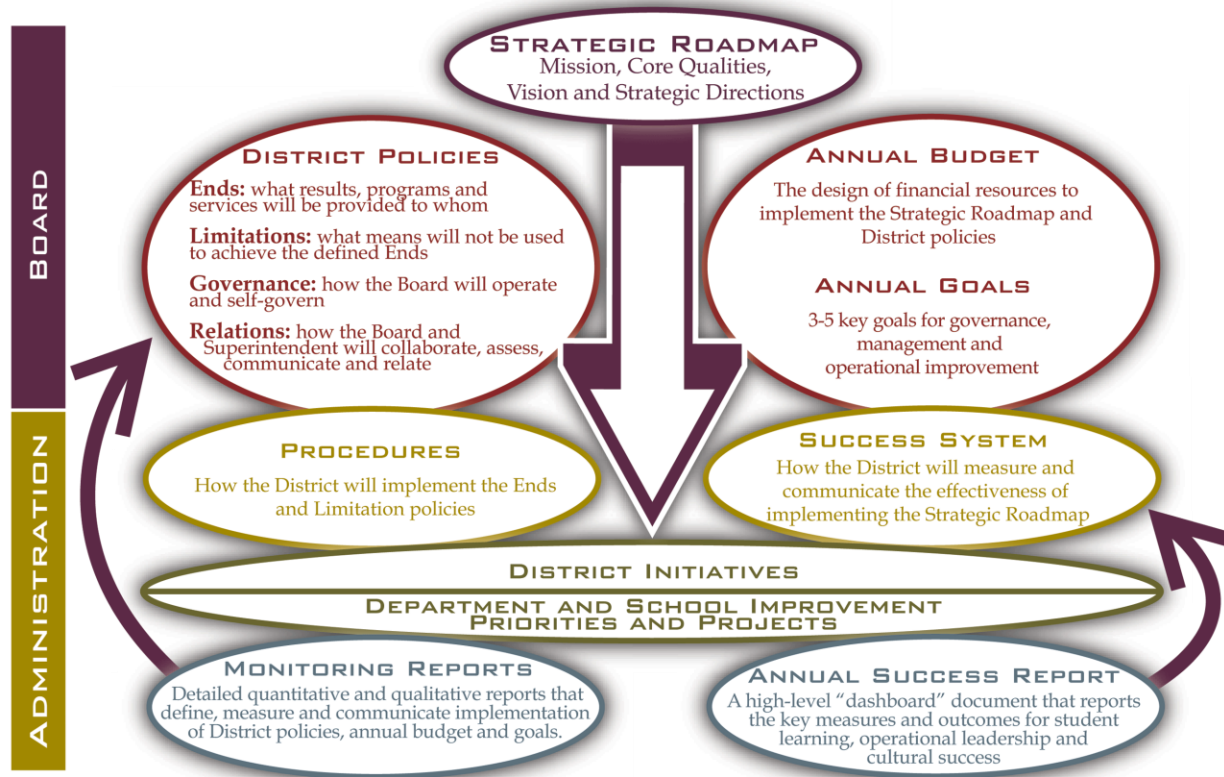 STRATEGIC ROADMAP
Mission, Core Qualities,
Vision and Strategic Directions
BOARD
DISTRICT POLICIES
Ends: what results, programs and
services will be provided to whom
Limitations: what means will not be used
to achieve the defined Ends
Governance: how the Board will operate
and self-govern
Relations: how the Board and
Superintendent will collaborate, assess,
communicate and relate
ANNUAL BUDGET
The design of financial resources to
implement the Strategic Roadmap and
District policies
ANNUAL GOALS
3-5 key goals for governance,
management and
operational improvement
ADMINISTRATION
PROCEDURES
How the District will implement the Ends
and Limitation policies
SUCCESS SYSTEM
How the District will measure and
communicate the effectiveness of
implementing the Strategic Roadmap
DISTRICT INITIATIVES
DEPARTMENT AND SCHOOL IMPROVEMENT
PRIORITIES AND PROJECTS
MONITORING REPORTS
Detailed quantitative and qualitative reports that
define, measure and communicate implementation
of District policies, annual budget and goals.
ANNUAL SUCCESS REPORT
A high-level “dashboard” document that reports
the key measures and outcomes for student
learning, operational leadership and
cultural success